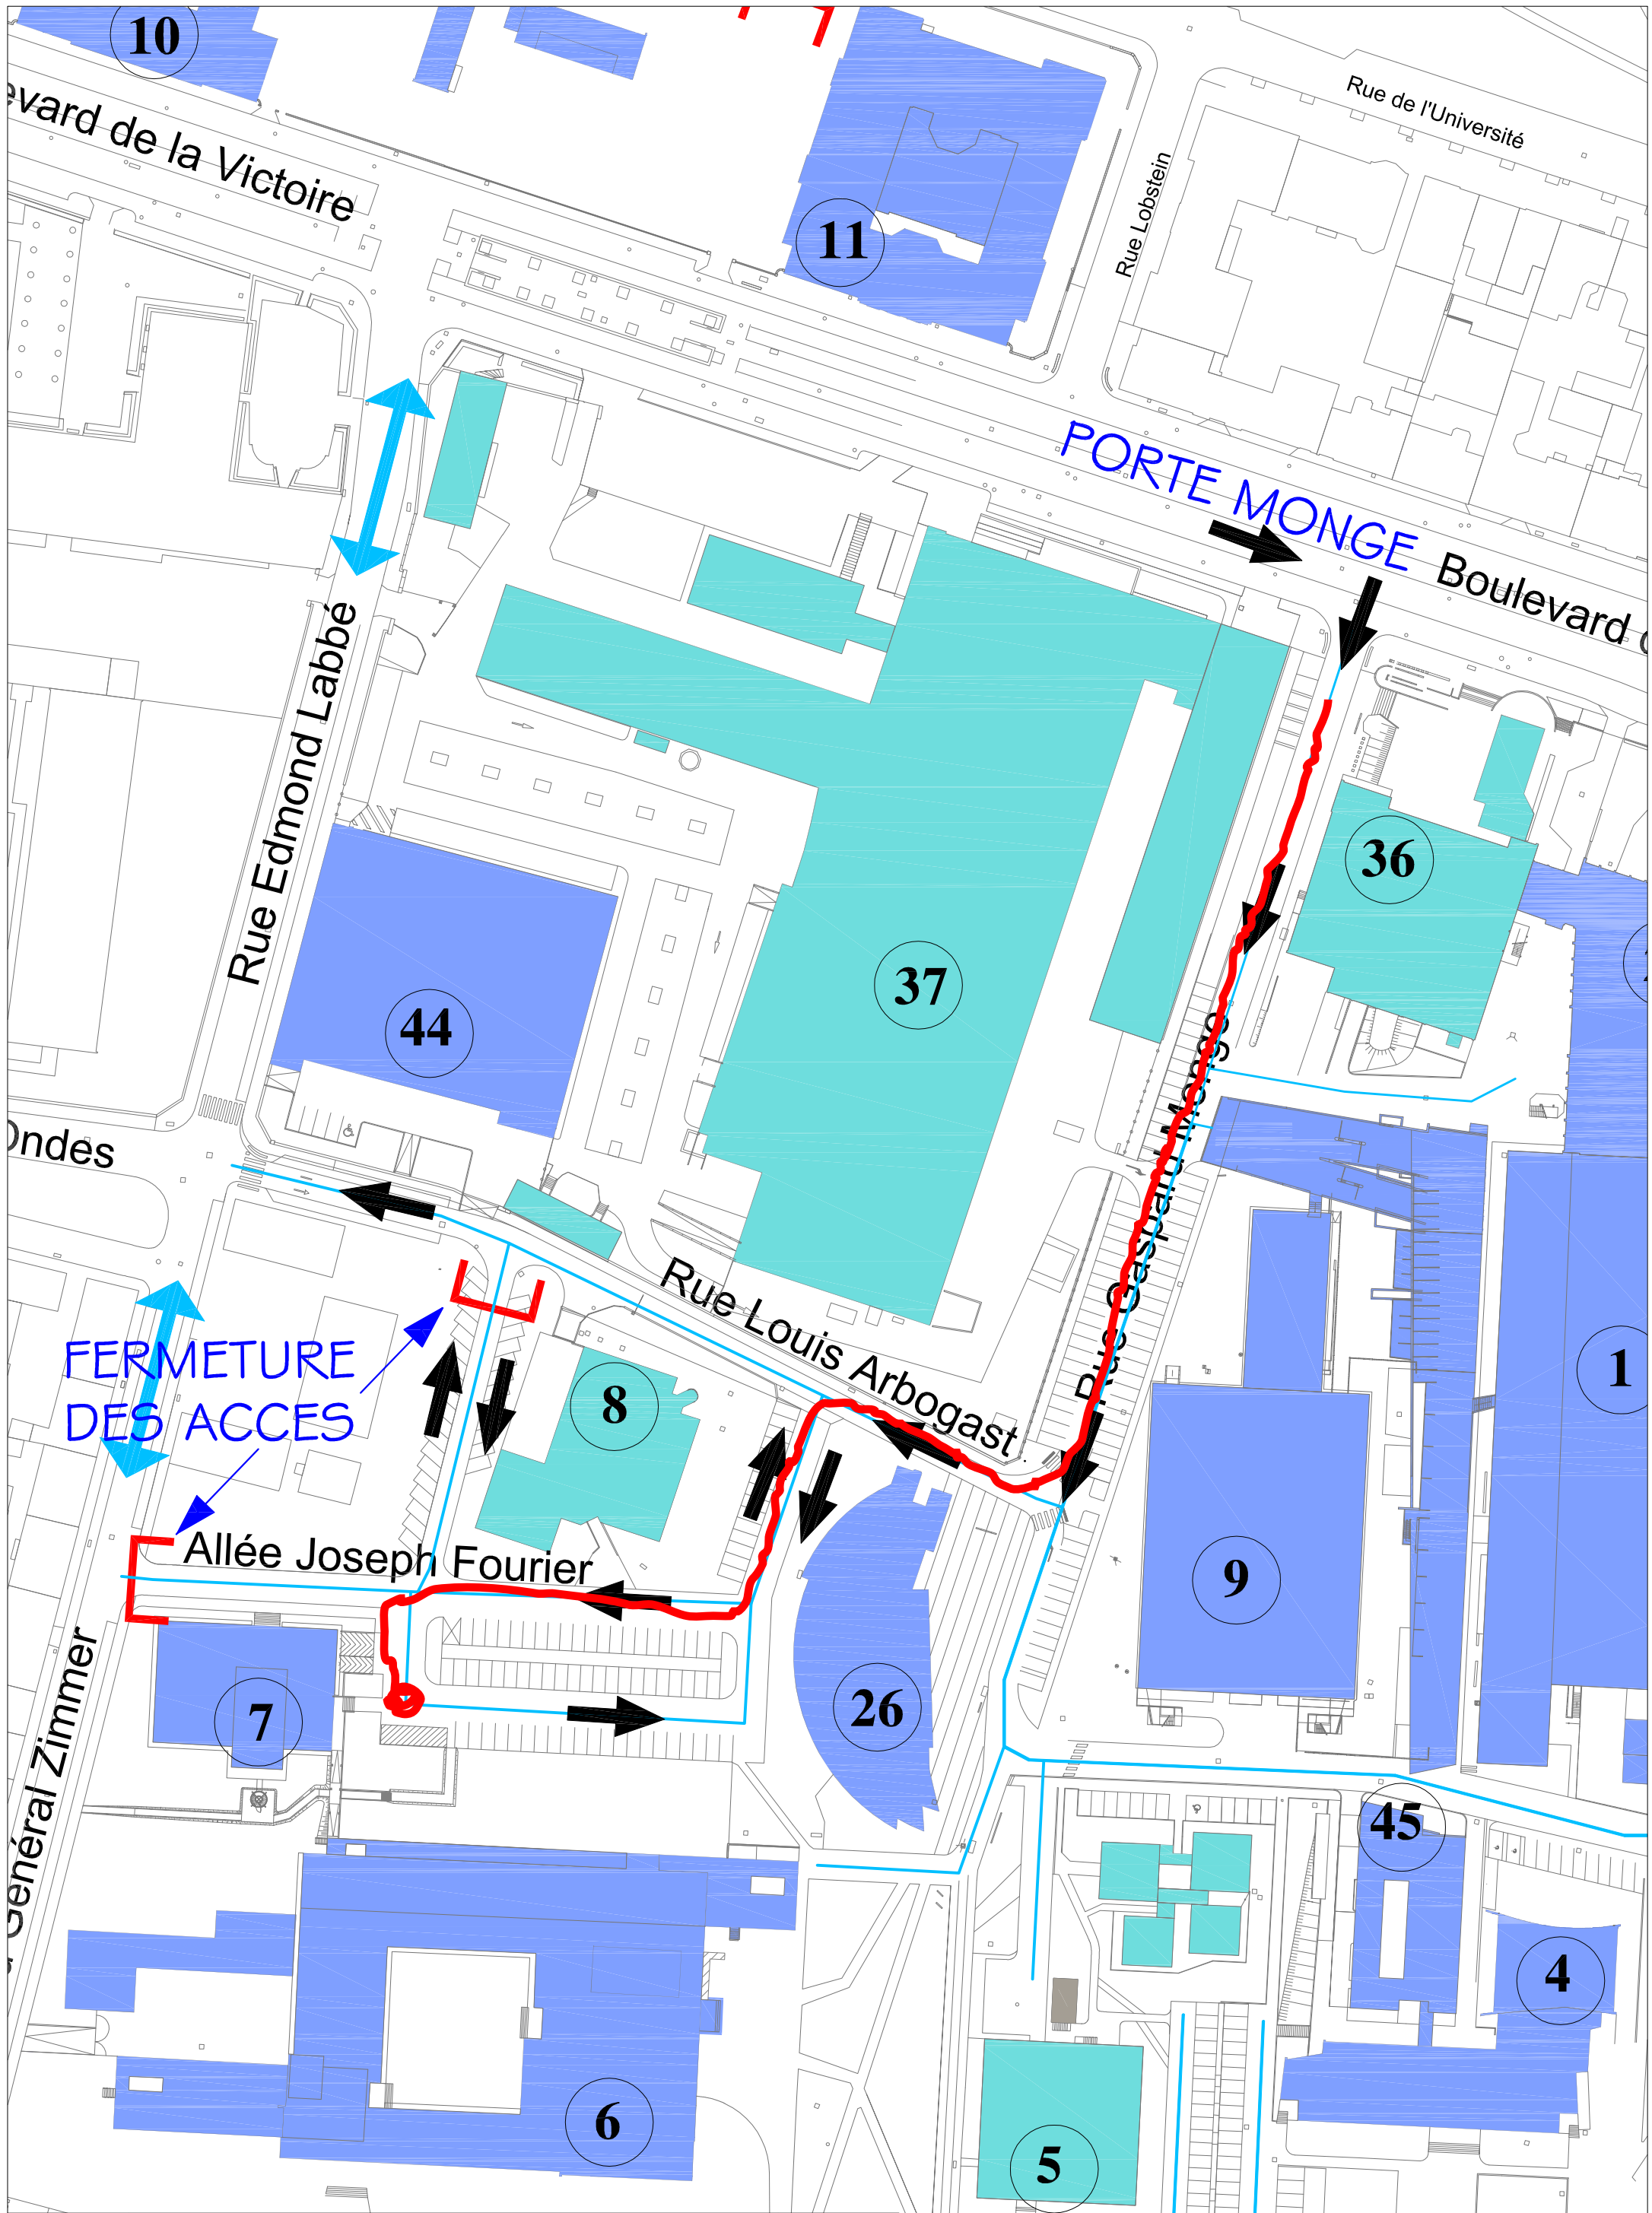 10
evard de la Victoire
Rue de l'Université
Rue Lobstein
11
PORTE MONGE
Boulevard
Rue Edmond Labbé
36
37
44
Rue Gaspard Monge
Ondes
Rue Louis Arbogast
FERMETURE
DES ACCES
8
1
Allée Joseph Fourier
9
7
26
Général Zimmer
45
4
6
5